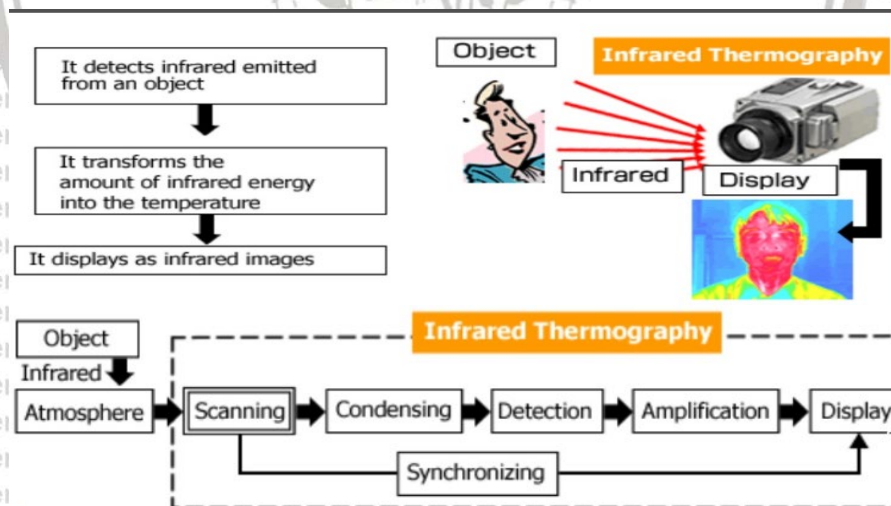 It detects infrared emitted
from an object
It transforms the
amount of infrared energy
into the temperature
It displays as infrared images
Object
Infrared Thermography
Infrared
Display
Infrared Thermography
Object
Infrared
Atmosphere
Scanning
Condensing
Detection
Amplification
Display
Synchronizing